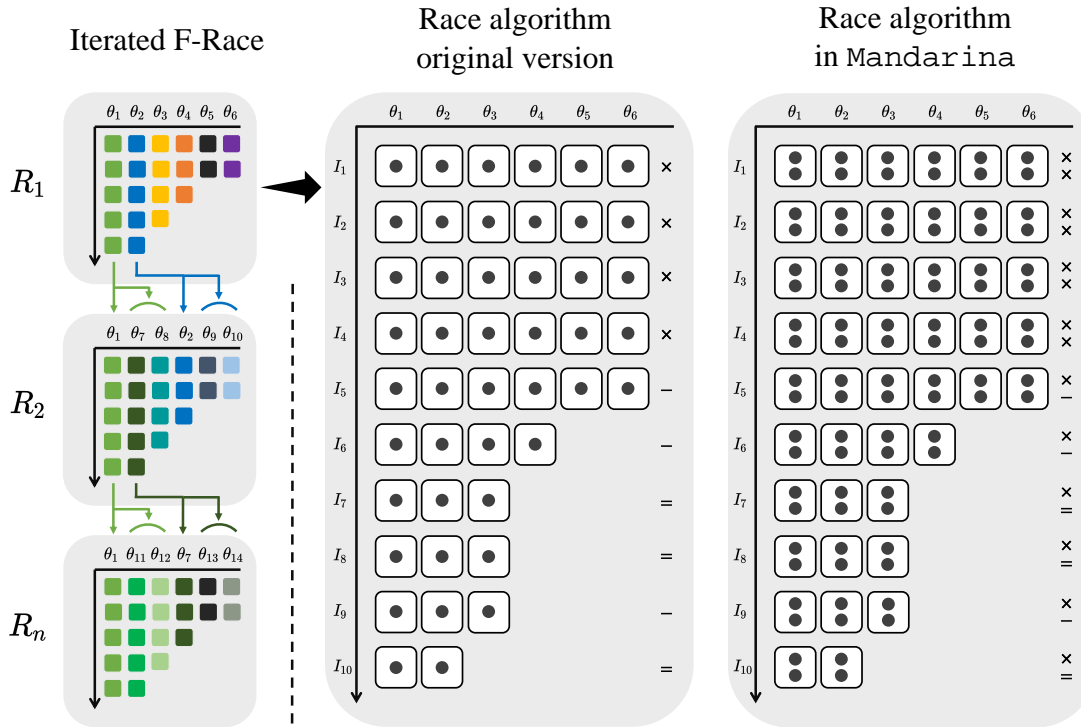 Iterated F-Race
Race algorithm
original version
Race algorithm
in Mandarina
R₁
θ₁ θ₂ θ₃ θ₄ θ₅ θ₆
R₂
θ₁ θ₇ θ₈ θ₂ θ₉ θ₁₀
Rₙ
θ₁ θ₁₁ θ₁₂ θ₇ θ₁₃ θ₁₄
θ₁ θ₂ θ₃ θ₄ θ₅ θ₆
I₁ ×
I₂ ×
I₃ ×
I₄ ×
I₅ −
I₆ −
I₇ =
I₈ =
I₉ −
I₁₀ =
θ₁ θ₂ θ₃ θ₄ θ₅ θ₆
I₁ ×
×
I₂ ×
×
I₃ ×
×
I₄ ×
×
I₅ ×
−
I₆ ×
−
I₇ ×
=
I₈ ×
=
I₉ ×
−
I₁₀ ×
=